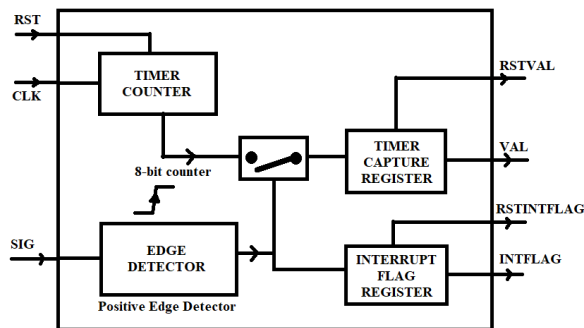 RST
CLK
TIMER
COUNTER
8-bit counter
RSTVAL
TIMER
CAPTURE
REGISTER
VAL
SIG
EDGE
DETECTOR
Positive Edge Detector
RSTINTFLAG
INTERRUPT
FLAG
REGISTER
INTFLAG